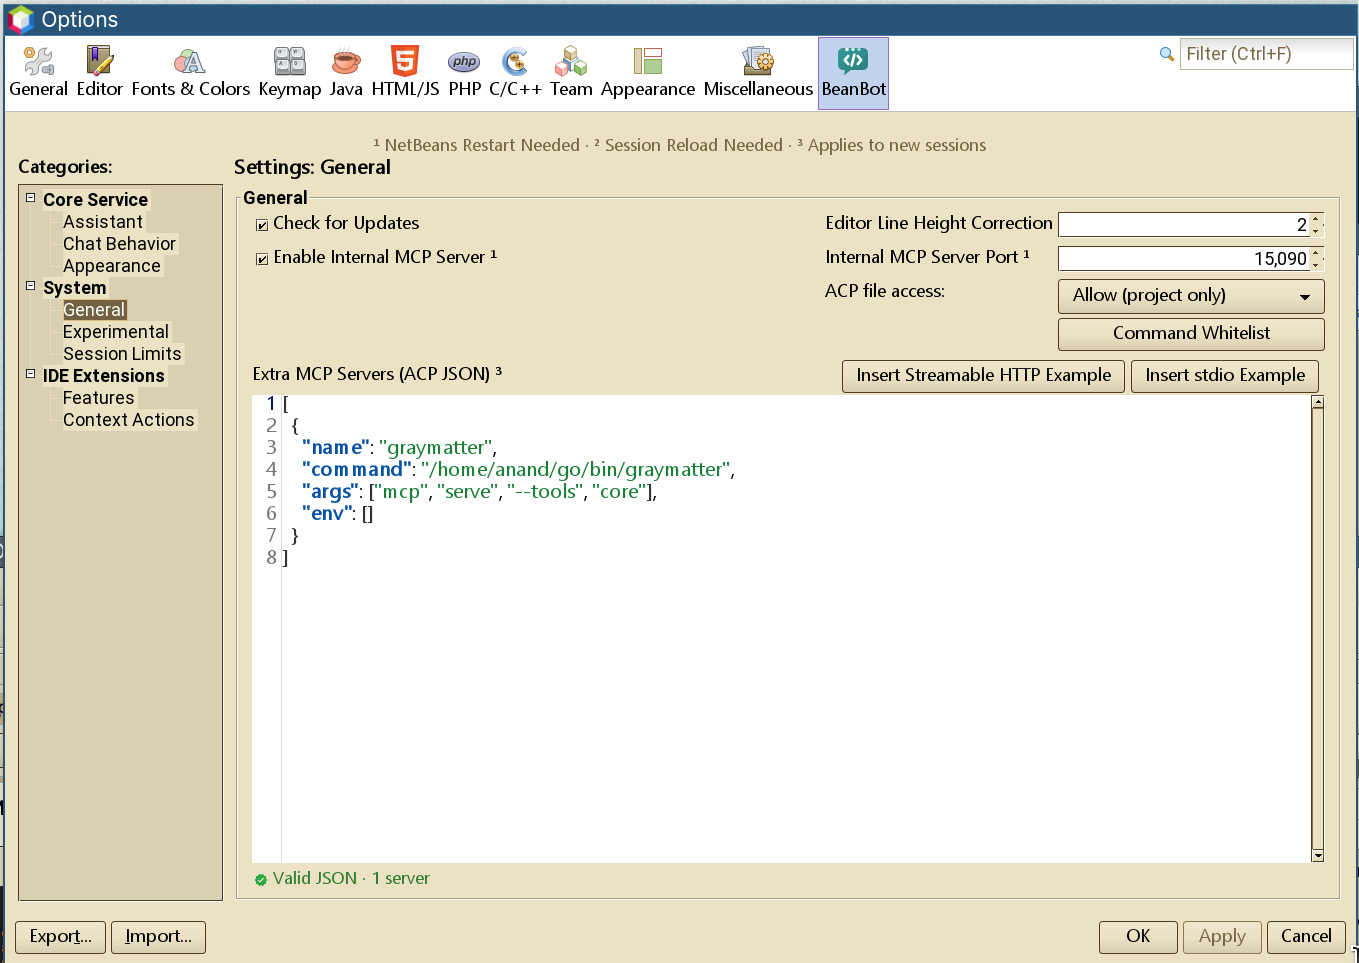 Options
General Editor Fonts & Colors Keymap Java HTML/JS PHP C/C++ Team Appearance Miscellaneous BeanBot
php
Filter (Ctrl+F)
¹ NetBeans Restart Needed · ² Session Reload Needed · ³ Applies to new sessions
Categories:
Core Service
Assistant
Chat Behavior
Appearance
System
General
Experimental
Session Limits
IDE Extensions
Features
Context Actions
Settings: General
General
Check for Updates
Editor Line Height Correction 2
Enable Internal MCP Server ¹
Internal MCP Server Port ¹ 15,090
ACP file access: Allow (project only)
Command Whitelist
Extra MCP Servers (ACP JSON) ³
Insert Streamable HTTP Example Insert stdio Example
1 [
2 {
3 "name": "graymatter",
4 "command": "/home/anand/go/bin/graymatter",
5 "args": ["mcp", "serve", "--tools", "core"],
6 "env": []
7 }
8 ]
Valid JSON · 1 server
Export... Import... OK Apply Cancel